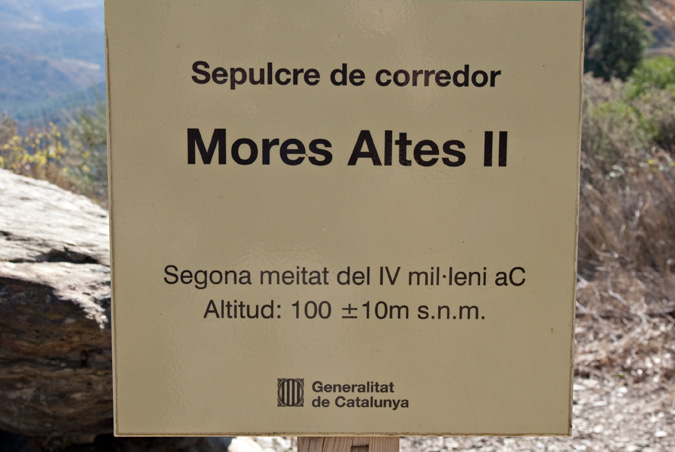 Sepulcre de corredor
Mores Altes II
Segona meitat del IV mil·leni aC
Altitud: 100 ±10m s.n.m.
Generalitat
de Catalunya